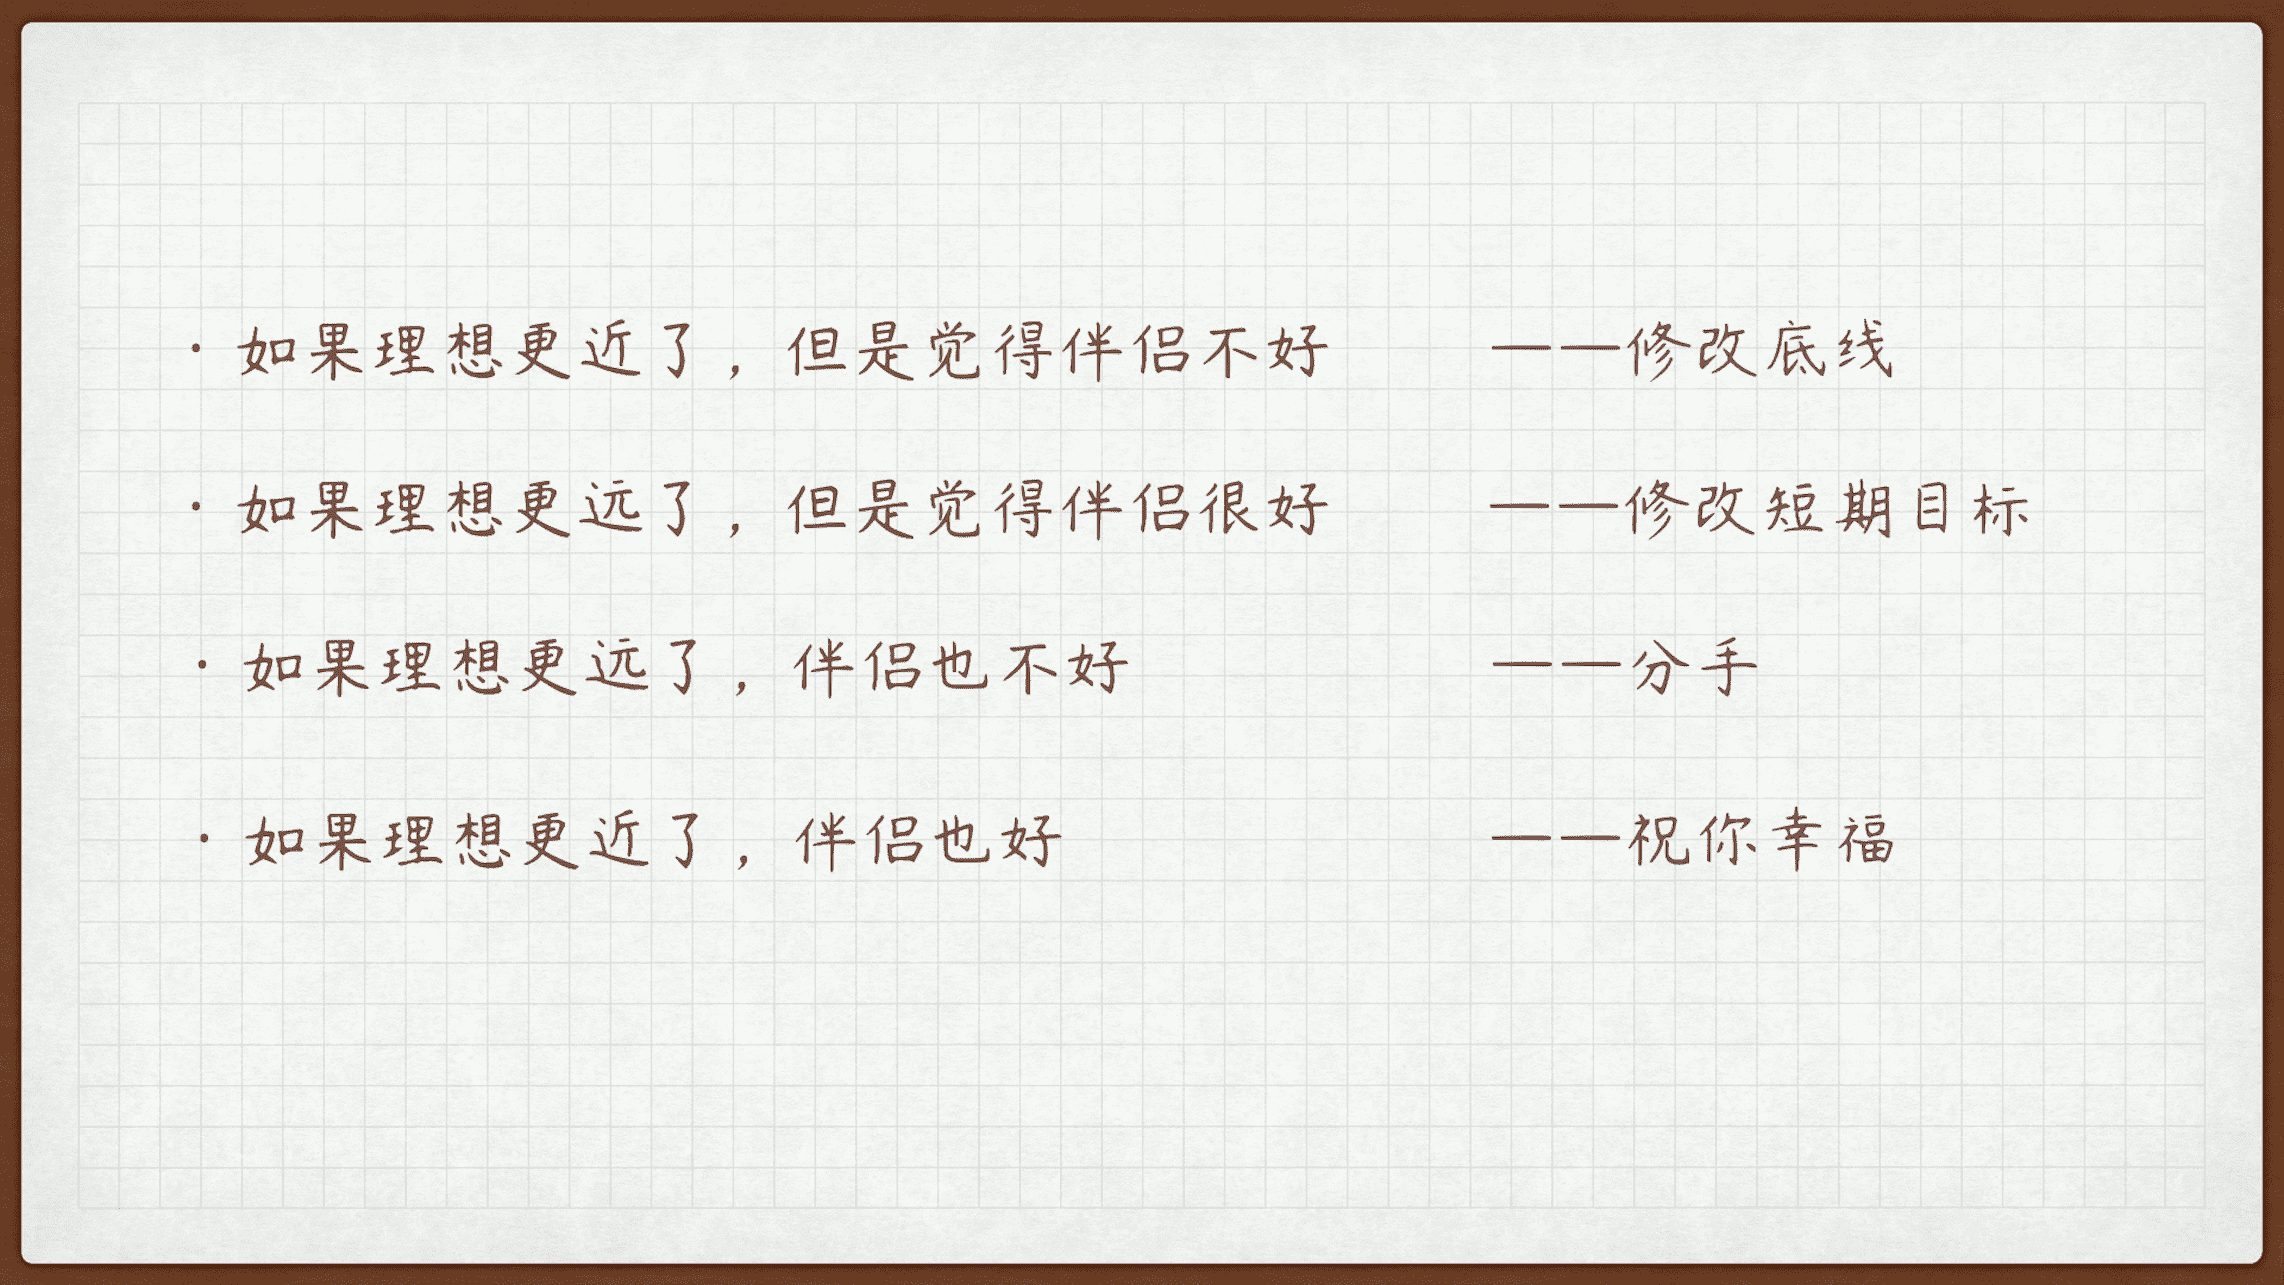 · 如果理想更近了，但是觉得伴侣不好 ——修改底线
· 如果理想更远了，但是觉得伴侣很好 ——修改短期目标
· 如果理想更远了，伴侣也不好 ——分手
· 如果理想更近了，伴侣也好 ——祝你幸福